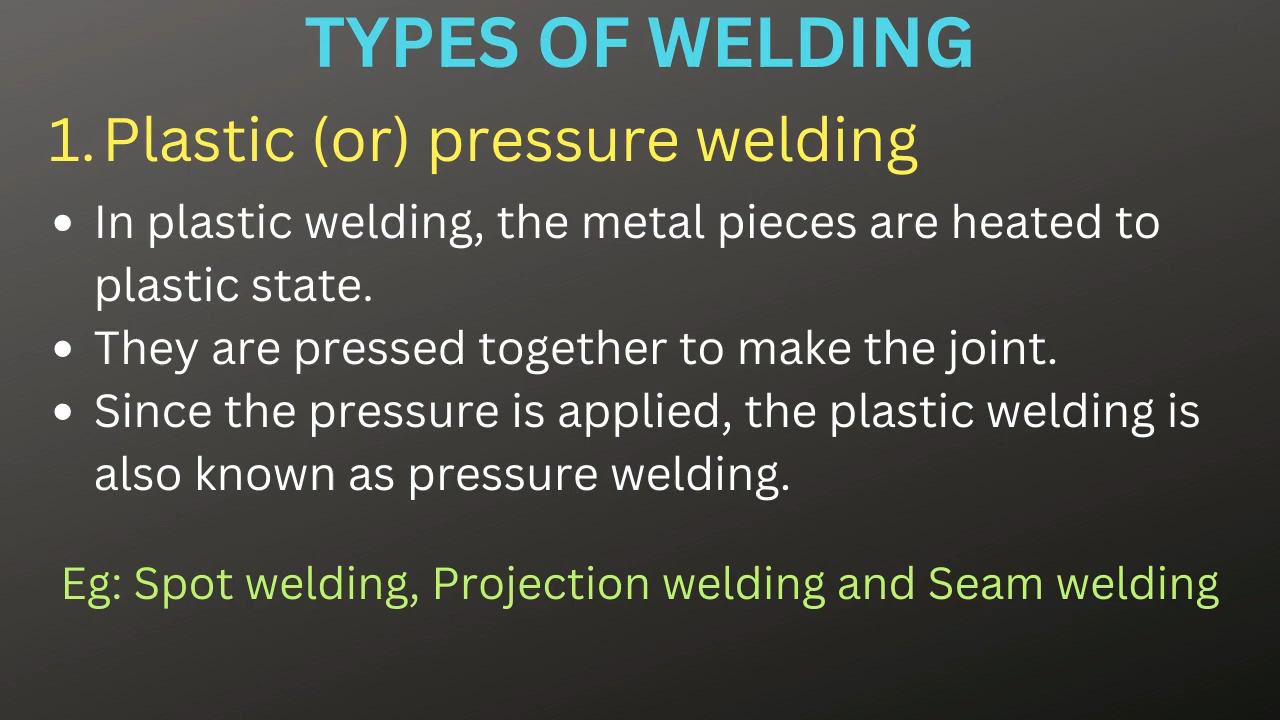 TYPES OF WELDING
1. Plastic (or) pressure welding
• In plastic welding, the metal pieces are heated to
plastic state.
• They are pressed together to make the joint.
• Since the pressure is applied, the plastic welding is
also known as pressure welding.
Eg: Spot welding, Projection welding and Seam welding